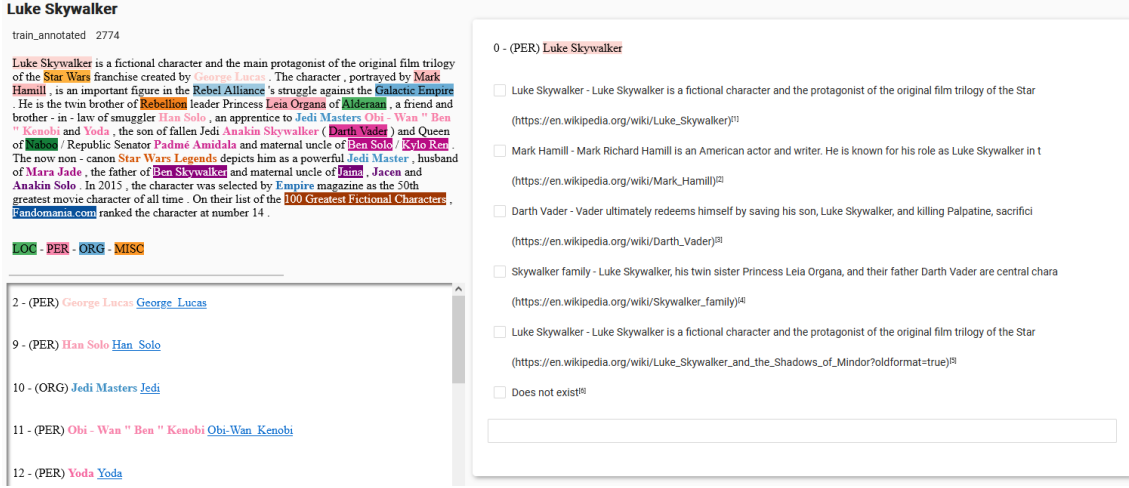 Luke Skywalker
train_annotated 2774
Luke Skywalker is a fictional character and the main protagonist of the original film trilogy
of the Star Wars franchise created by George Lucas . The character , portrayed by Mark
Hamill , is an important figure in the Rebel Alliance 's struggle against the Galactic Empire
. He is the twin brother of Rebellion leader Princess Leia Organa of Alderaan , a friend and
brother - in - law of smuggler Han Solo , an apprentice to Jedi Masters Obi - Wan " Ben
" Kenobi and Yoda , the son of fallen Jedi Anakin Skywalker ( Darth Vader ) and Queen
of Naboo / Republic Senator Padmé Amidala and maternal uncle of Ben Solo / Kylo Ren .
The now non - canon Star Wars Legends depicts him as a powerful Jedi Master , husband
of Mara Jade , the father of Ben Skywalker and maternal uncle of Jaina , Jacen and
Anakin Solo . In 2015 , the character was selected by Empire magazine as the 50th
greatest movie character of all time . On their list of the 100 Greatest Fictional Characters ,
Fandomania.com ranked the character at number 14 .
LOC - PER - ORG - MISC
2 - (PER) George Lucas George_Lucas
9 - (PER) Han Solo Han_Solo
10 - (ORG) Jedi Masters Jedi
11 - (PER) Obi - Wan " Ben " Kenobi Obi-Wan_Kenobi
12 - (PER) Yoda Yoda
0 - (PER) Luke Skywalker
Luke Skywalker - Luke Skywalker is a fictional character and the protagonist of the original film trilogy of the Star
(https://en.wikipedia.org/wiki/Luke_Skywalker)[1]
Mark Hamill - Mark Richard Hamill is an American actor and writer. He is known for his role as Luke Skywalker in t
(https://en.wikipedia.org/wiki/Mark_Hamill)[2]
Darth Vader - Vader ultimately redeems himself by saving his son, Luke Skywalker, and killing Palpatine, sacrifici
(https://en.wikipedia.org/wiki/Darth_Vader)[3]
Skywalker family - Luke Skywalker, his twin sister Princess Leia Organa, and their father Darth Vader are central chara
(https://en.wikipedia.org/wiki/Skywalker_family)[4]
Luke Skywalker - Luke Skywalker is a fictional character and the protagonist of the original film trilogy of the Star
(https://en.wikipedia.org/wiki/Luke_Skywalker_and_the_Shadows_of_Mindor?oldformat=true)[5]
Does not exist[6]